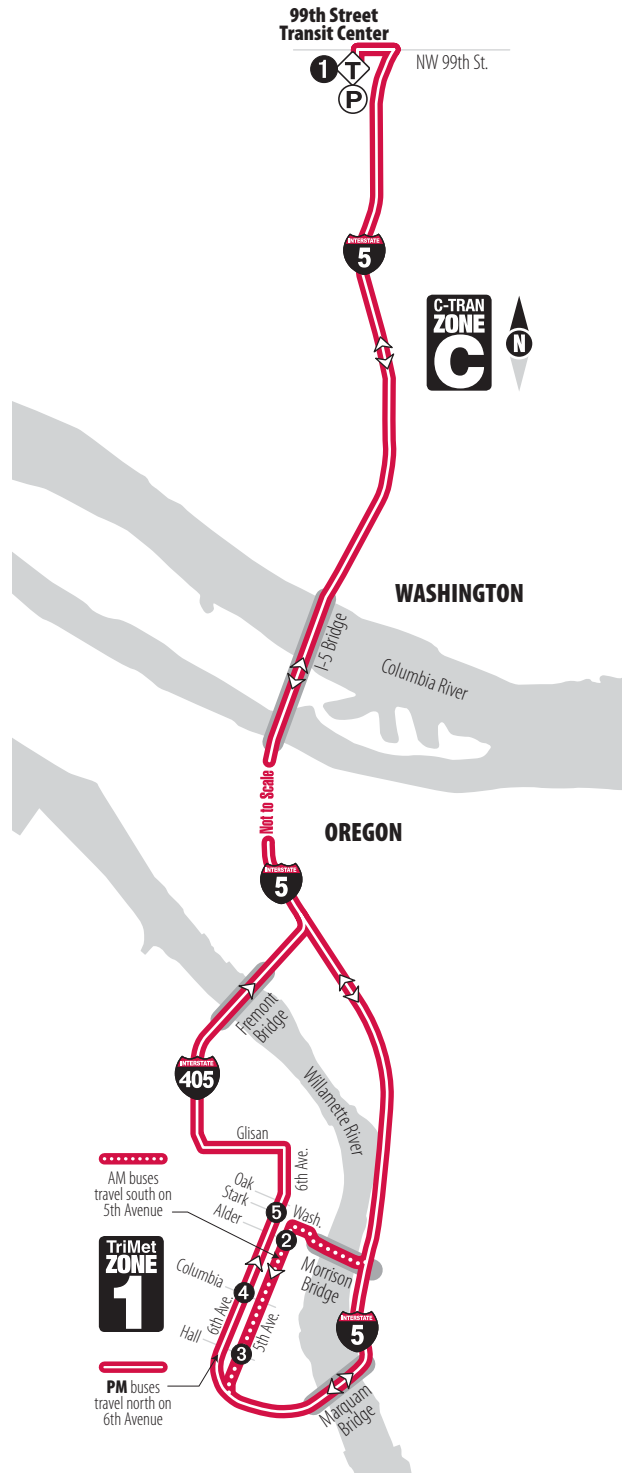 99th Street
Transit Center
NW 99th St.
1
T
P
INTERSTATE
5
C-TRAN
ZONE
C
N
WASHINGTON
I-5 Bridge
Columbia River
Not to Scale
OREGON
INTERSTATE
5
Fremont
Bridge
INTERSTATE
405
Willamette River
Glisan
6th Ave.
AM buses
travel south on
5th Avenue
Oak
Stark
Alder
5
Wash.
2
Morrison
Bridge
TriMet
ZONE
1
Columbia
4
6th Ave.
5th Ave.
Hall
3
INTERSTATE
5
PM buses
travel north on
6th Avenue
Marquam
Bridge